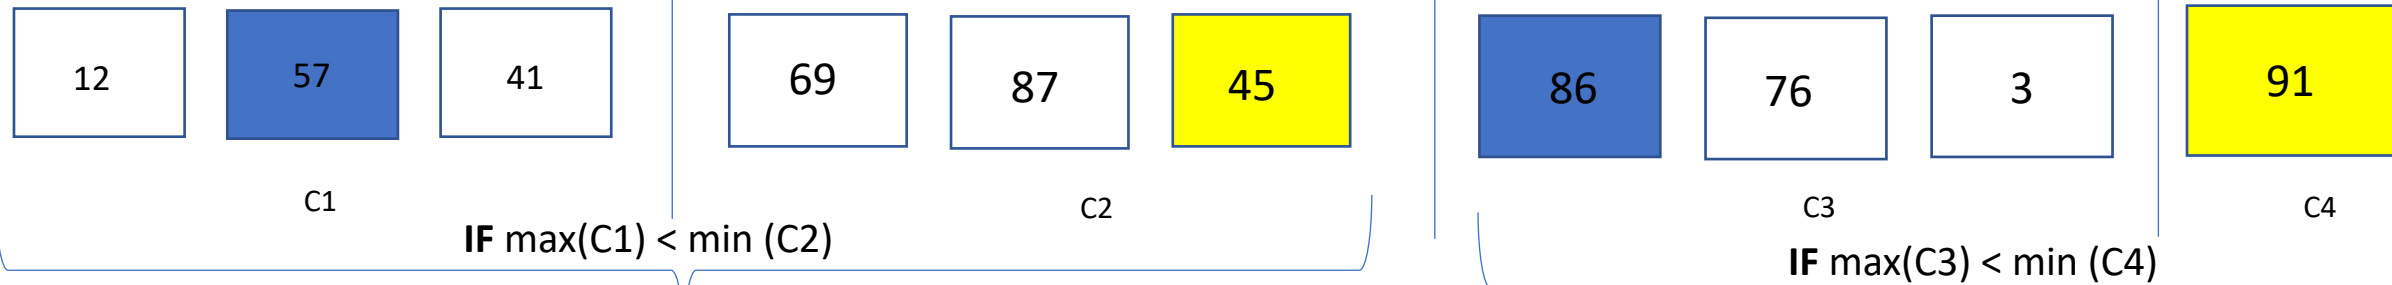 12 57 41 69 87 45 86 76 3 91
C1 C2 C3 C4
IF max(C1) < min (C2)
IF max(C3) < min (C4)